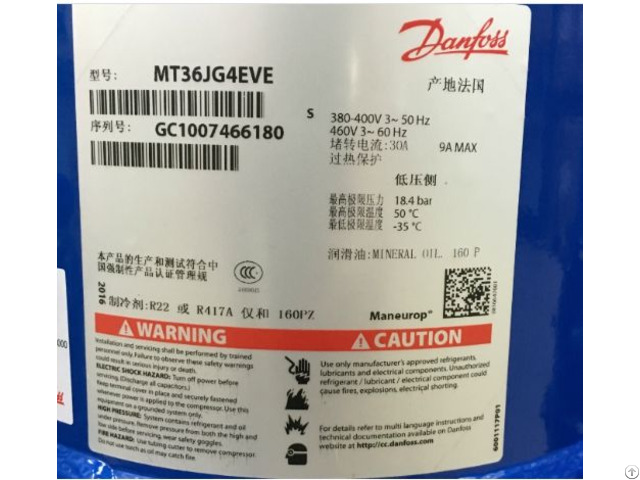 Danfoss
型号: MT36JG4EVE
产地法国
序列号: GC1007466180
S 380-400V 3~ 50 Hz
460V 3~ 60 Hz
堵转电流:30A 9A MAX
过热保护
低压侧
最高极限压力 18.4 bar
最高极限温度 50 °C
最低极限温度 -35 °C
本产品的生产和测试符合中
国强制性产品认证管理规
润滑油:MINERAL OIL. 160 P
2016
制冷剂:R22 或 R417A 仅和 160PZ
Maneurop®
WARNING
Installation and servicing shall be performed by trained
personnel only. Failure to observe these safety warnings
could result in serious injury or death.
ELECTRIC SHOCK HAZARD: Turn off power before
servicing. (Discharge all capacitors.)
Keep terminal cover in place and securely fastened
whenever power is applied to the compressor. Use this
equipment on a grounded system only.
HIGH PRESSURE: System contains refrigerant and oil
under pressure. Remove pressure from both the high and
low side before servicing, wear safety goggles.
FIRE HAZARD: Use tubing cutter to remove compressor.
Do not use torch as oil may catch fire.
CAUTION
Use only manufacturer's approved refrigerants,
lubricants and electrical components. Unauthorized
refrigerant / lubricant / electrical component could
cause fires, explosions, electrical shorting.
For details refer to multi language instructions and
technical documentation available on Danfoss
website at http://cc.danfoss.com
6001117P01
000